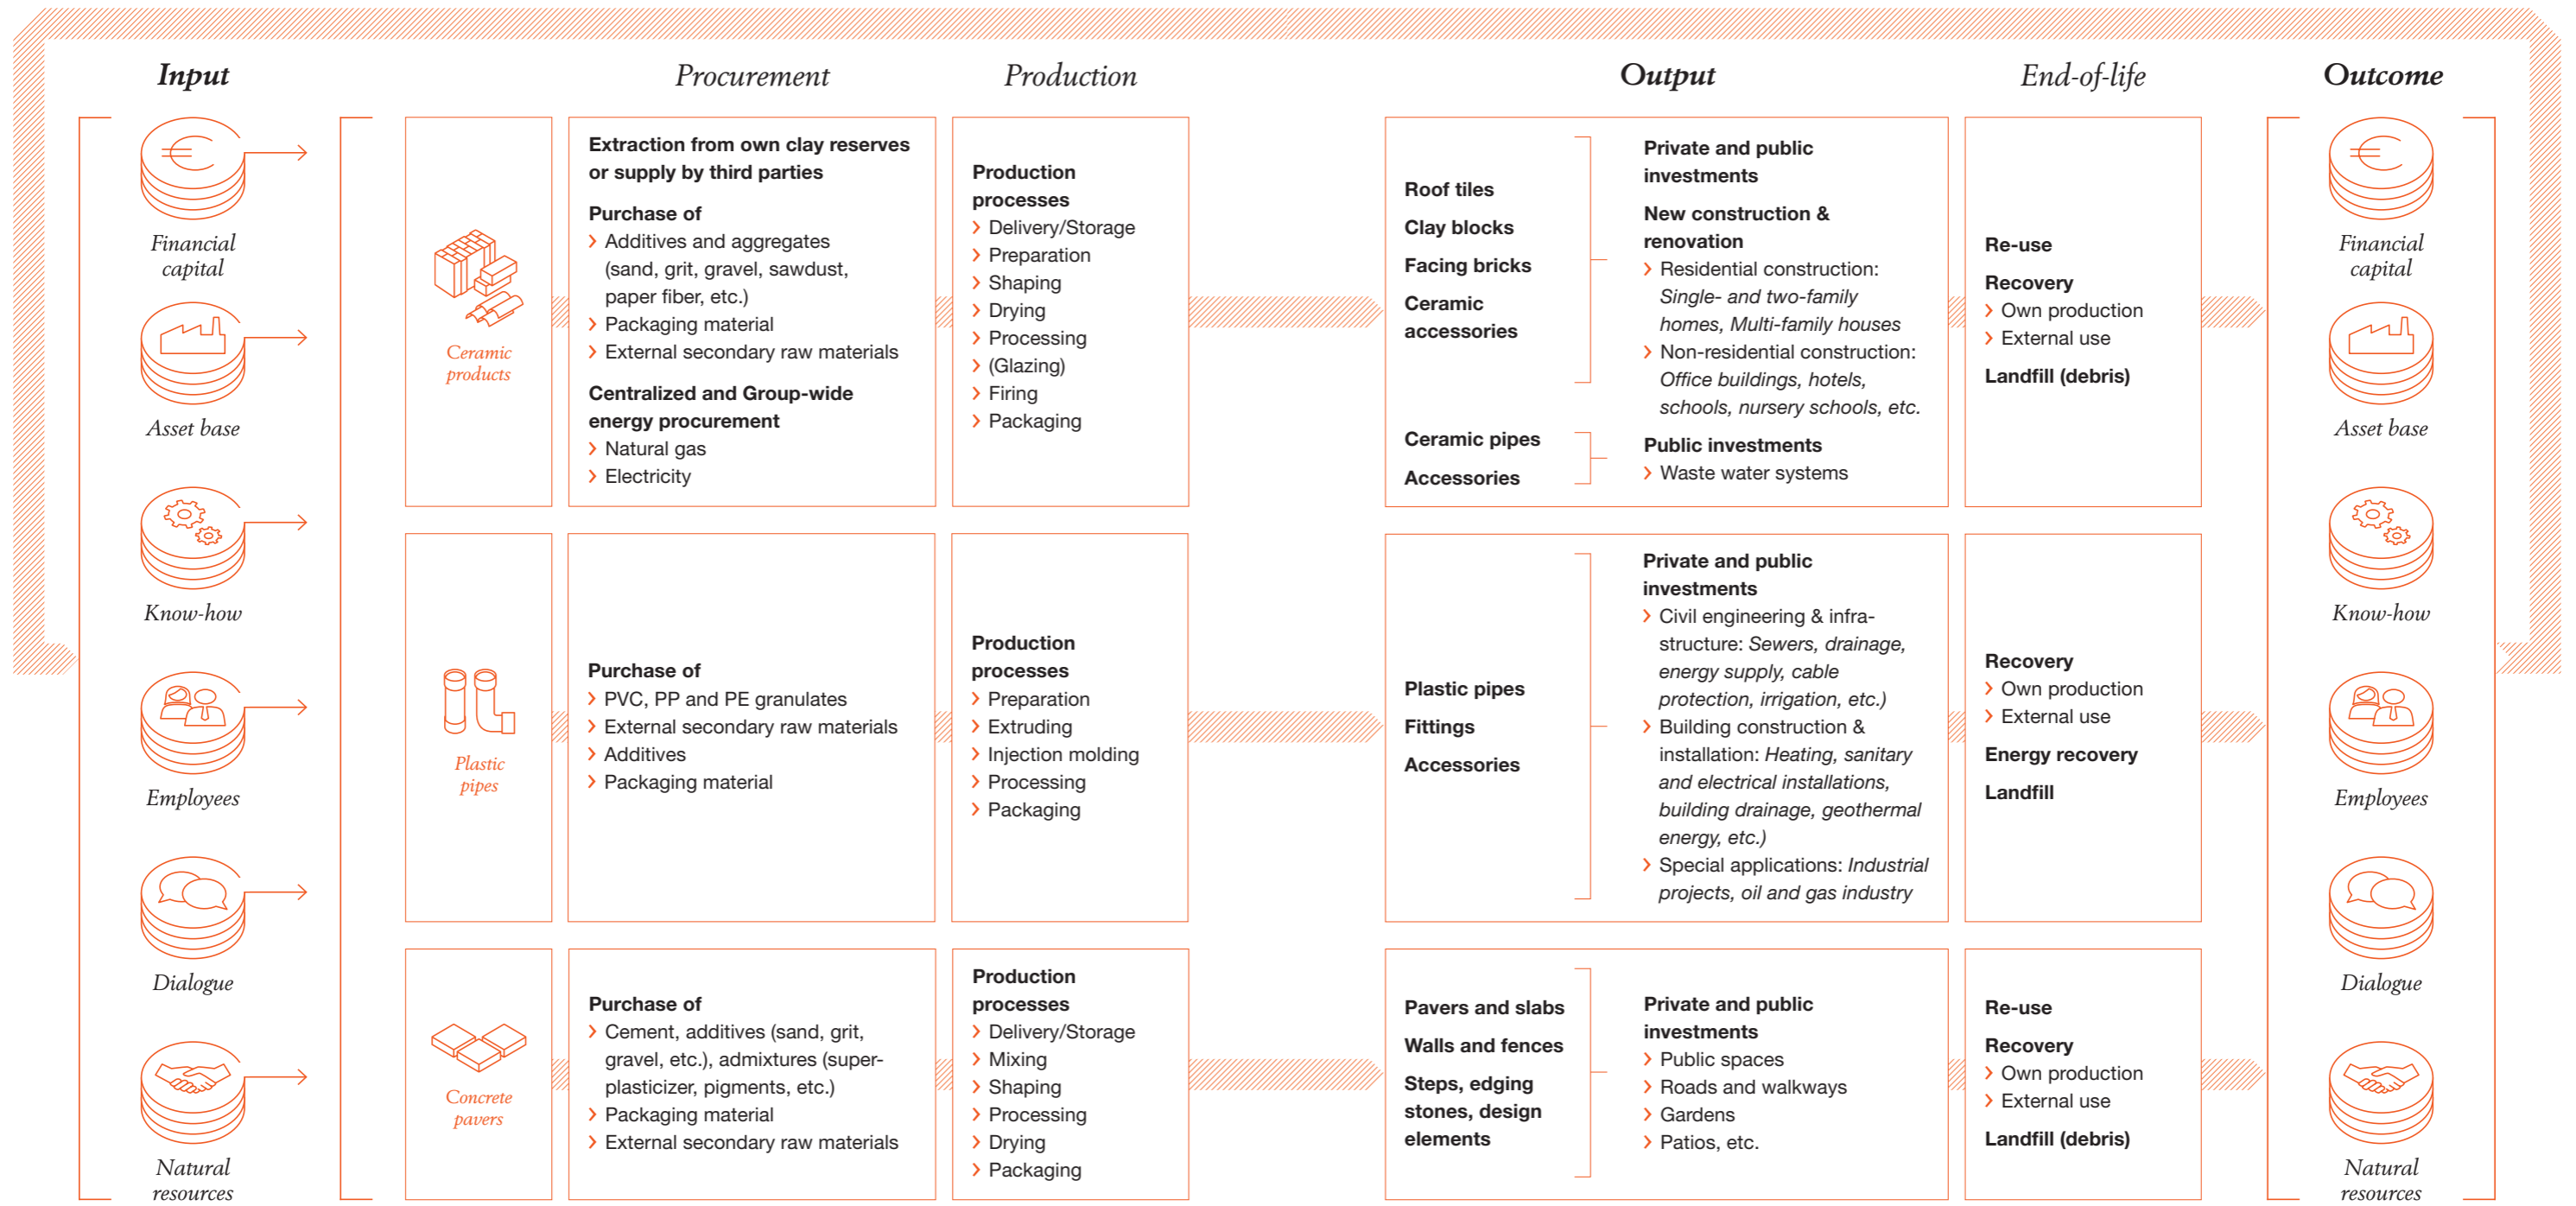 Input
Procurement
Production
Output
End-of-life
Outcome
Financial
capital
Asset base
Know-how
Employees
Dialogue
Natural
resources
Ceramic
products
Extraction from own clay reserves
or supply by third parties
Purchase of
Additives and aggregates
(sand, grit, gravel, sawdust,
paper fiber, etc.)
Packaging material
External secondary raw materials
Centralized and Group-wide
energy procurement
Natural gas
Electricity
Production
processes
Delivery/Storage
Preparation
Shaping
Drying
Processing
(Glazing)
Firing
Packaging
Roof tiles
Clay blocks
Facing bricks
Ceramic
accessories
Ceramic pipes
Accessories
Private and public
investments
New construction &
renovation
Residential construction:
Single- and two-family
homes, Multi-family houses
Non-residential construction:
Office buildings, hotels,
schools, nursery schools, etc.
Public investments
Waste water systems
Re-use
Recovery
Own production
External use
Landfill (debris)
Plastic
pipes
Purchase of
PVC, PP and PE granulates
External secondary raw materials
Additives
Packaging material
Production
processes
Preparation
Extruding
Injection molding
Processing
Packaging
Plastic pipes
Fittings
Accessories
Private and public
investments
Civil engineering & infra-
structure: Sewers, drainage,
energy supply, cable
protection, irrigation, etc.)
Building construction &
installation: Heating, sanitary
and electrical installations,
building drainage, geothermal
energy, etc.)
Special applications: Industrial
projects, oil and gas industry
Recovery
Own production
External use
Energy recovery
Landfill
Concrete
pavers
Purchase of
Cement, additives (sand, grit,
gravel, etc.), admixtures (super-
plasticizer, pigments, etc.)
Packaging material
External secondary raw materials
Production
processes
Delivery/Storage
Mixing
Shaping
Processing
Drying
Packaging
Pavers and slabs
Walls and fences
Steps, edging
stones, design
elements
Private and public
investments
Public spaces
Roads and walkways
Gardens
Patios, etc.
Re-use
Recovery
Own production
External use
Landfill (debris)
Financial
capital
Asset base
Know-how
Employees
Dialogue
Natural
resources